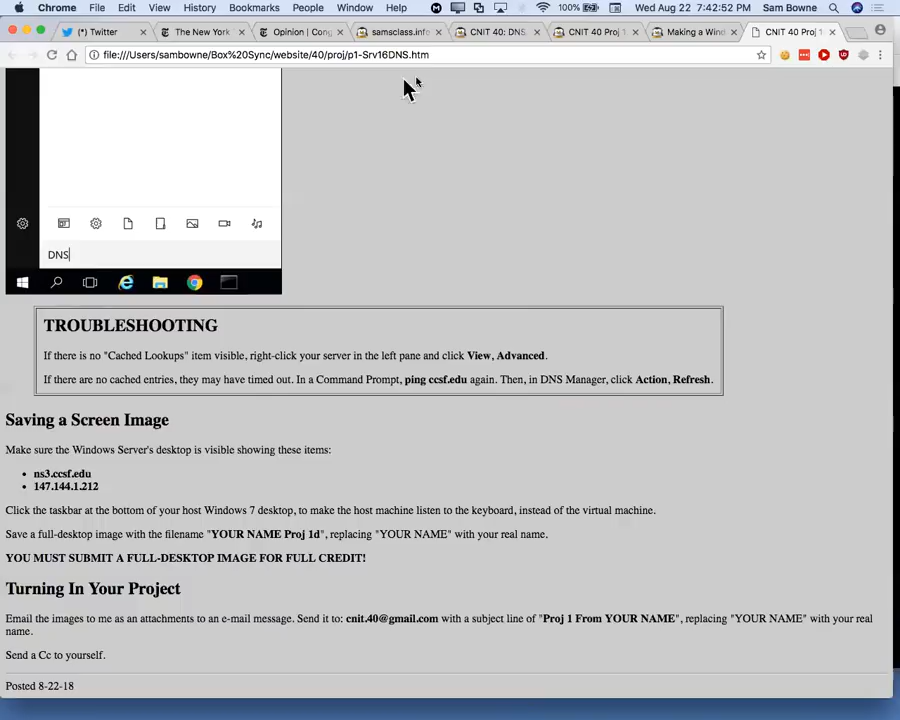 Chrome File Edit View History Bookmarks People Window Help 100% Wed Aug 22 7:42:52 PM Sam Bowne
(*) Twitter The New York Opinion | Cong samsclass.info CNIT 40: DNS CNIT 40 Proj 1 Making a Wind CNIT 40 Proj 1
file:///Users/sambowne/Box%20Sync/website/40/proj/p1-Srv16DNS.htm
DNS
TROUBLESHOOTING
If there is no "Cached Lookups" item visible, right-click your server in the left pane and click View, Advanced.
If there are no cached entries, they may have timed out. In a Command Prompt, ping ccsf.edu again. Then, in DNS Manager, click Action, Refresh.
Saving a Screen Image
Make sure the Windows Server's desktop is visible showing these items:
• ns3.ccsf.edu
• 147.144.1.212
Click the taskbar at the bottom of your host Windows 7 desktop, to make the host machine listen to the keyboard, instead of the virtual machine.
Save a full-desktop image with the filename "YOUR NAME Proj 1d", replacing "YOUR NAME" with your real name.
YOU MUST SUBMIT A FULL-DESKTOP IMAGE FOR FULL CREDIT!
Turning In Your Project
Email the images to me as an attachments to an e-mail message. Send it to: cnit.40@gmail.com with a subject line of "Proj 1 From YOUR NAME", replacing "YOUR NAME" with your real
name.
Send a Cc to yourself.
Posted 8-22-18